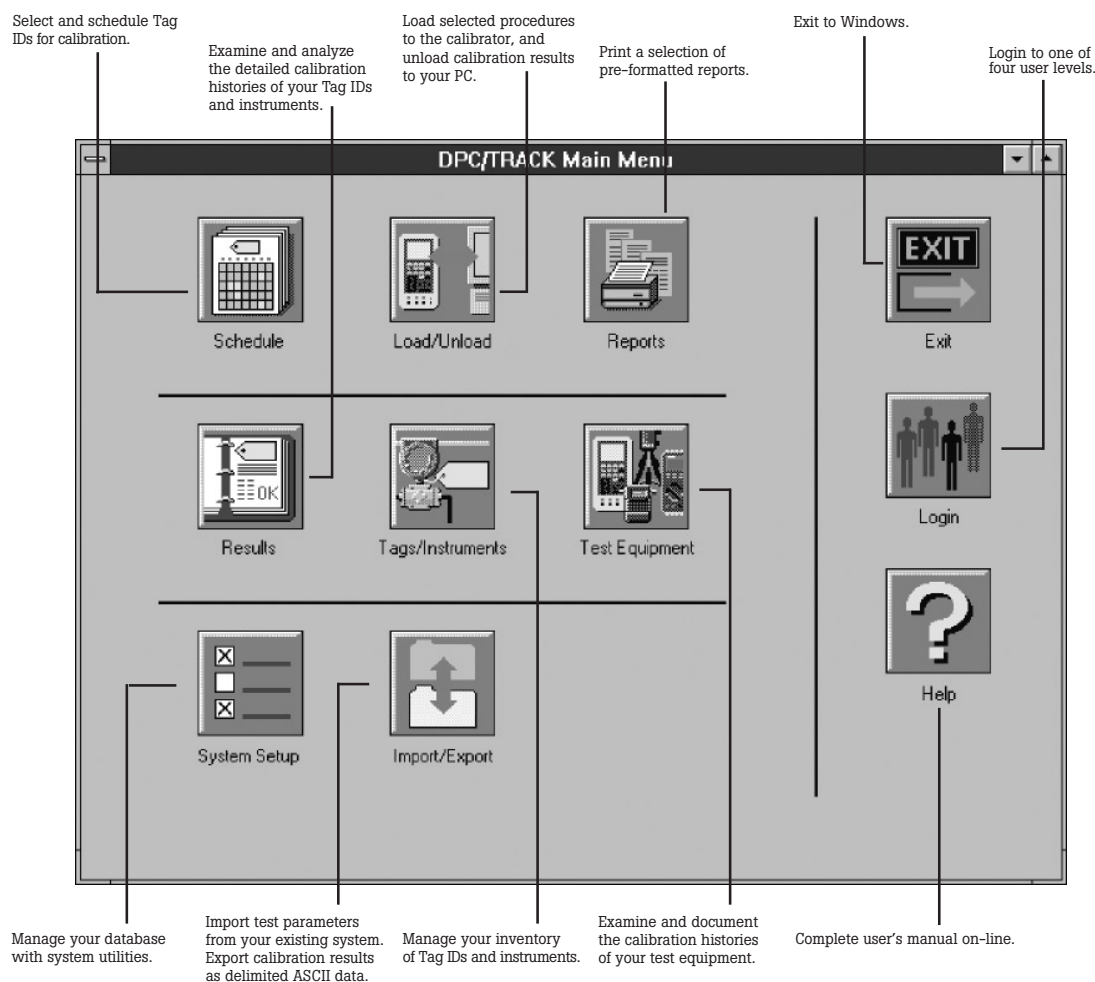 Select and schedule Tag
IDs for calibration.
Examine and analyze
the detailed calibration
histories of your Tag IDs
and instruments.
Load selected procedures
to the calibrator, and
unload calibration results
to your PC.
Print a selection of
pre-formatted reports.
Exit to Windows.
Login to one of
four user levels.
DPC/TRACK Main Menu
Schedule
Load/Unload
Reports
EXIT
Exit
OK
Results
Tags/Instruments
Test Equipment
Login
System Setup
Import/Export
?
Help
Manage your database
with system utilities.
Import test parameters
from your existing system.
Export calibration results
as delimited ASCII data.
Manage your inventory
of Tag IDs and instruments.
Examine and document
the calibration histories
of your test equipment.
Complete user's manual on-line.